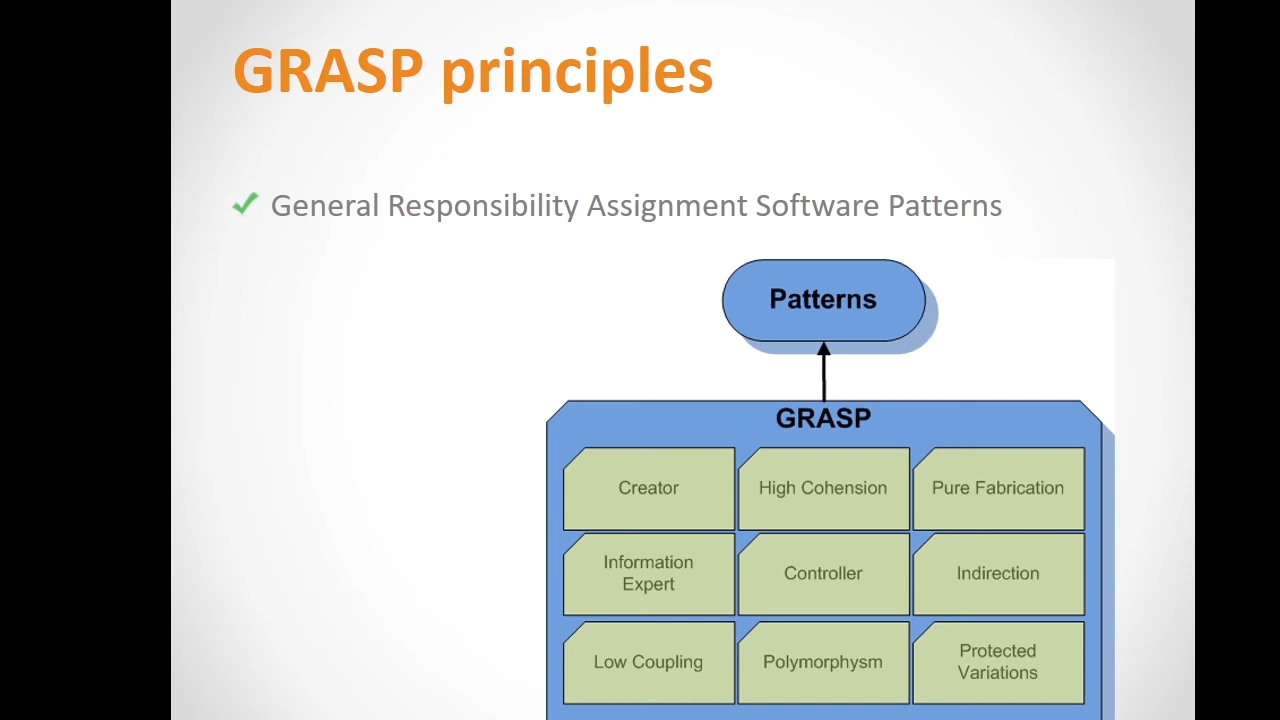 GRASP principles
General Responsibility Assignment Software Patterns
Patterns
GRASP
Creator
High Cohension
Pure Fabrication
Information
Expert
Controller
Indirection
Low Coupling
Polymorphysm
Protected
Variations